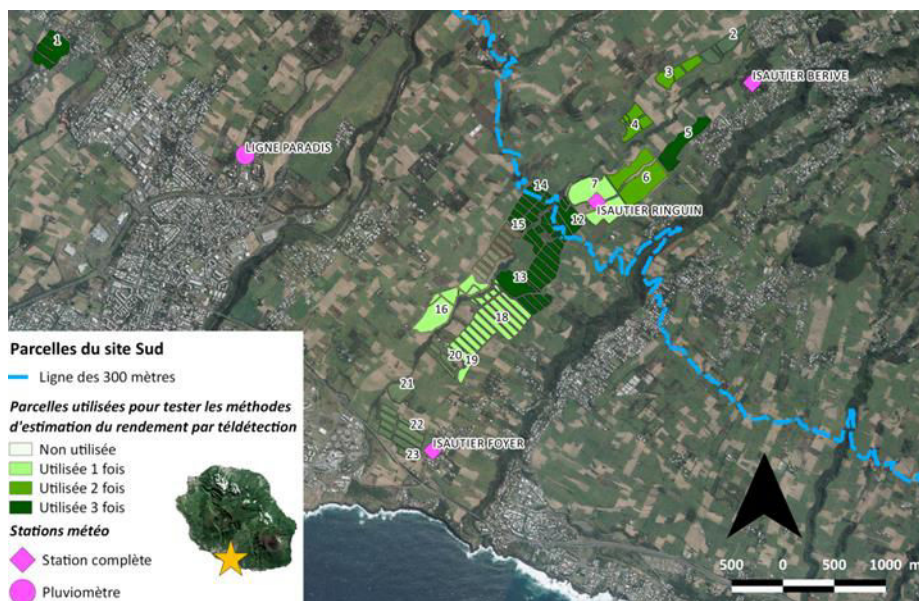 1
2
3
ISAUTIER BERIVE
4
5
LIGNE PARADIS
6
7
14
ISAUTIER RINGUIN
12
15
13
16
18
20
19
21
22
ISAUTIER FOYER
23
Parcelles du site Sud
Ligne des 300 mètres
Parcelles utilisées pour tester les méthodes
d'estimation du rendement par téldétection
Non utilisée
Utilisée 1 fois
Utilisée 2 fois
Utilisée 3 fois
Stations météo
Station complète
Pluviomètre
500 0 500 1000 m